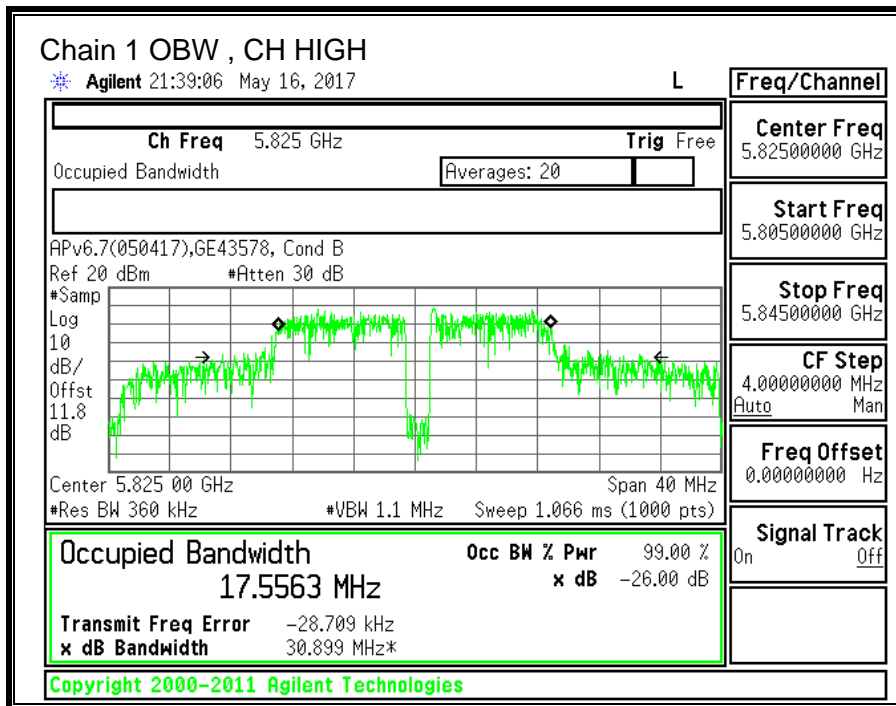 Chain 1 OBW , CH HIGH
Agilent 21:39:06 May 16, 2017 L
Freq/Channel
Ch Freq 5.825 GHz Trig Free
Occupied Bandwidth Averages: 20
APv6.7(050417),GE43578, Cond B
Ref 20 dBm #Atten 30 dB
#Samp
Log
10
dB/
Offst
11.8
dB
Center 5.825 00 GHz Span 40 MHz
#Res BW 360 kHz #VBW 1.1 MHz Sweep 1.066 ms (1000 pts)
Occupied Bandwidth Occ BW % Pwr 99.00 %
17.5563 MHz x dB -26.00 dB
Transmit Freq Error -28.709 kHz
x dB Bandwidth 30.899 MHz*
Copyright 2000-2011 Agilent Technologies
Center Freq
5.82500000 GHz
Start Freq
5.80500000 GHz
Stop Freq
5.84500000 GHz
CF Step
4.00000000 MHz
Auto Man
Freq Offset
0.00000000 Hz
Signal Track
On Off